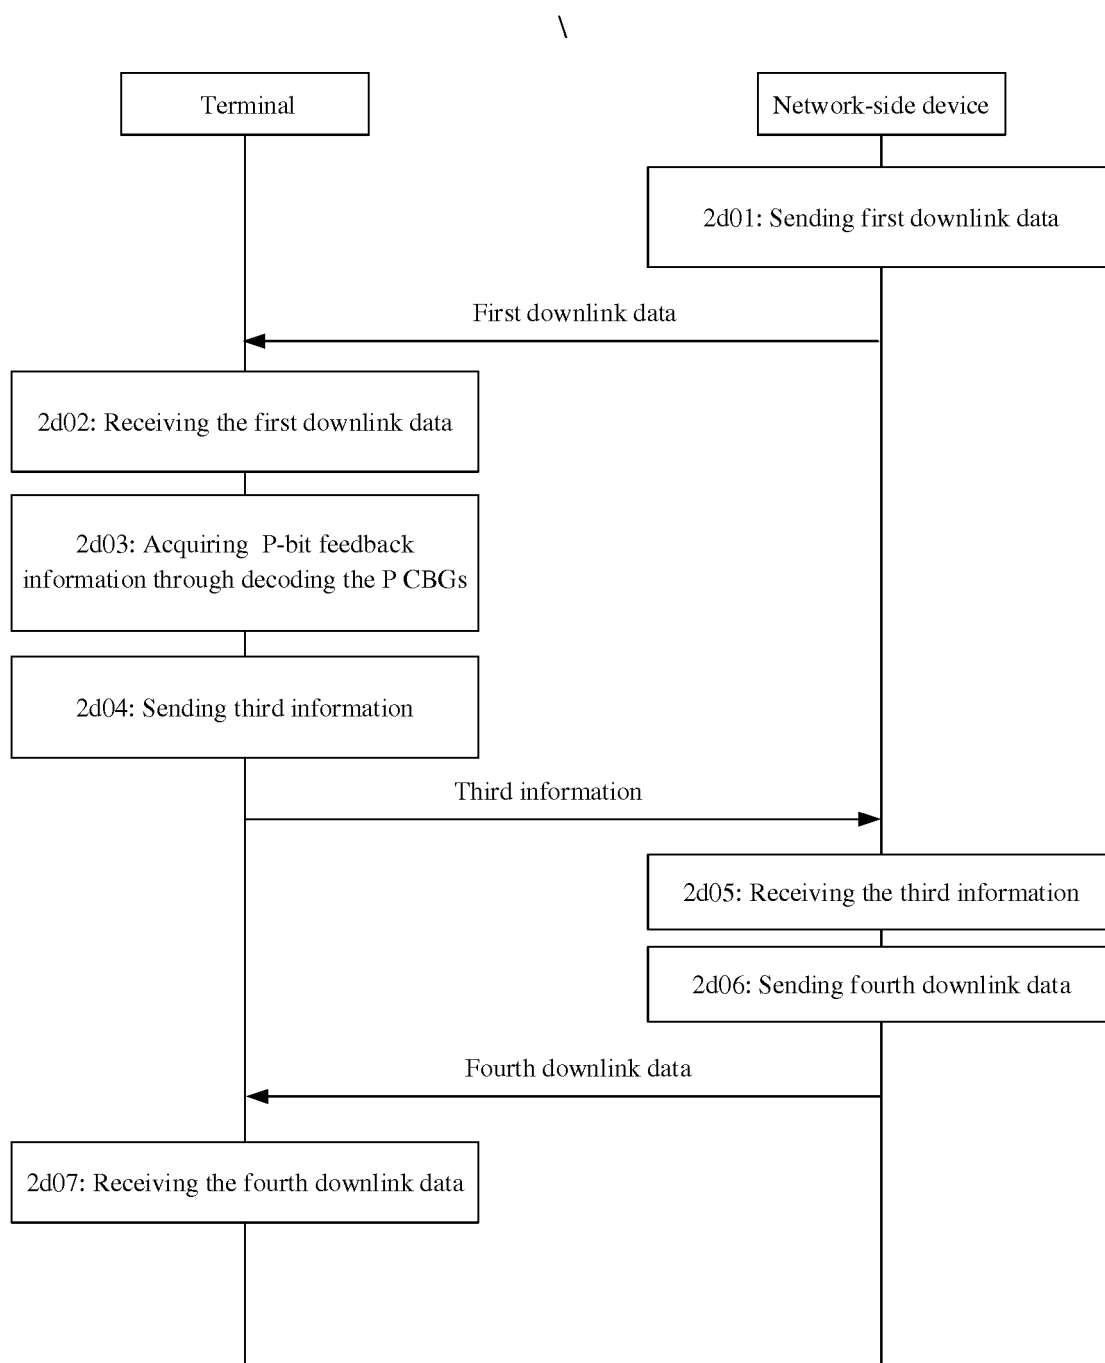 \
Terminal
Network-side device
2d01: Sending first downlink data
First downlink data
2d02: Receiving the first downlink data
2d03: Acquiring P-bit feedback
information through decoding the P CBGs
2d04: Sending third information
Third information
2d05: Receiving the third information
2d06: Sending fourth downlink data
Fourth downlink data
2d07: Receiving the fourth downlink data